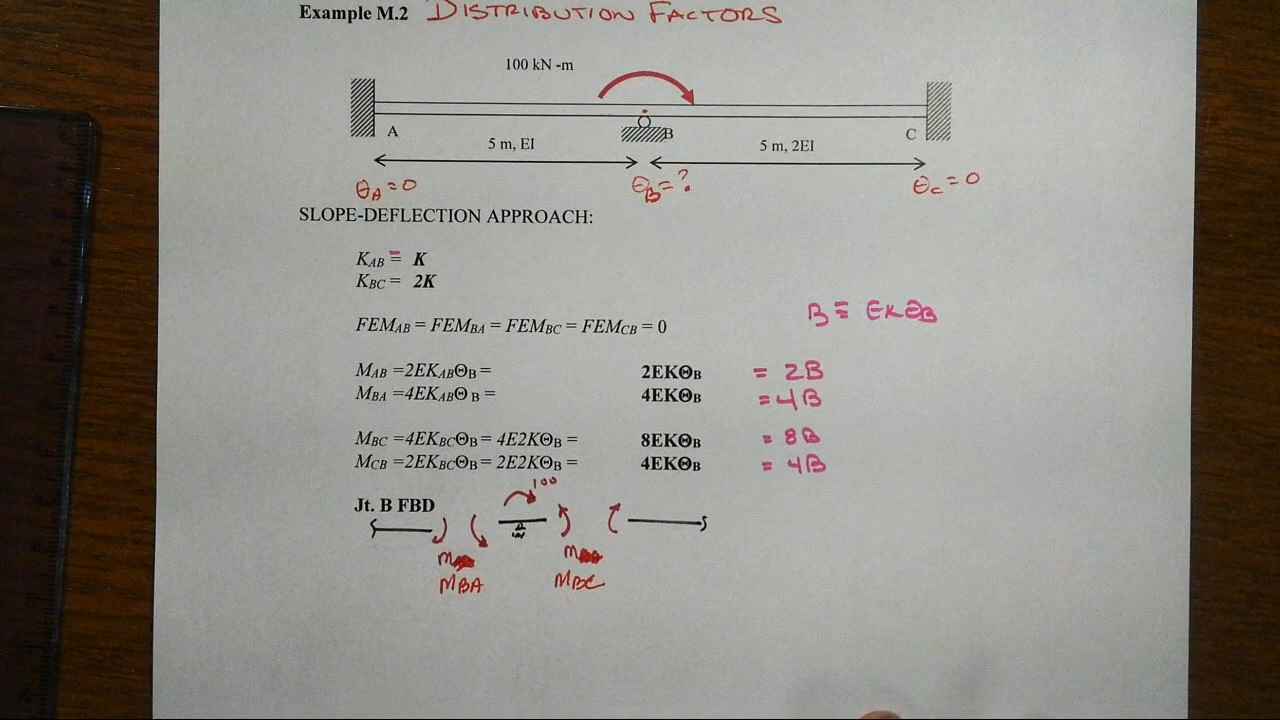 Example M.2 DISTRIBUTION FACTORS
100 kN -m
A B C
5 m, EI 5 m, 2EI
θA = 0 θB = ? θC = 0
SLOPE-DEFLECTION APPROACH:
KAB = K
KBC = 2K
FEMAB = FEMBA = FEMBC = FEMCB = 0
B ≡ EKθB
MAB =2EKABΘB = 2EKΘB = 2B
MBA =4EKABΘB = 4EKΘB = 4B
MBC =4EKBCΘB = 4E2KΘB = 8EKΘB = 8B
MCB =2EKBCΘB = 2E2KΘB = 4EKΘB = 4B
100
Jt. B FBD
MBA MBC